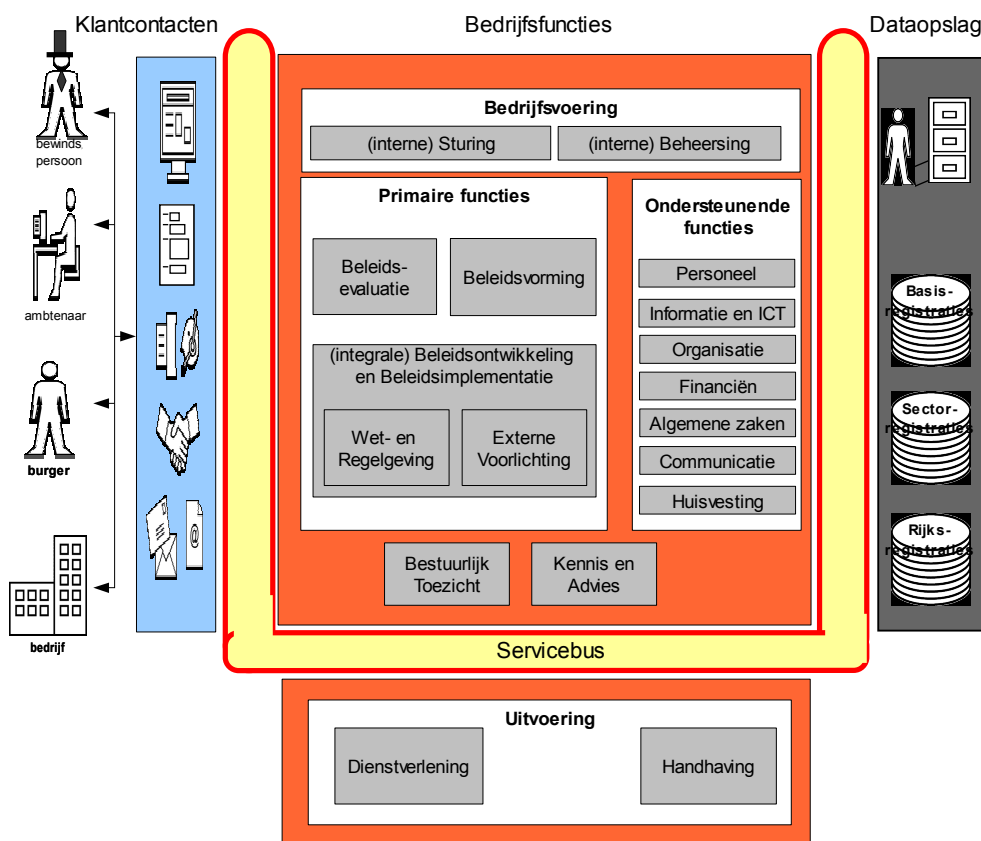 Klantcontacten
Bedrijfsfuncties
Dataopslag
bewinds
persoon
ambtenaar
burger
bedrijf
Bedrijfsvoering
(interne) Sturing
(interne) Beheersing
Primaire functies
Beleids-
evaluatie
Beleidsvorming
(integrale) Beleidsontwikkeling
en Beleidsimplementatie
Wet- en
Regelgeving
Externe
Voorlichting
Ondersteunende
functies
Personeel
Informatie en ICT
Organisatie
Financiën
Algemene zaken
Communicatie
Huisvesting
Bestuurlijk
Toezicht
Kennis en
Advies
@
Basis-
registraties
Sector-
registraties
Rijks-
registraties
Servicebus
Uitvoering
Dienstverlening
Handhaving